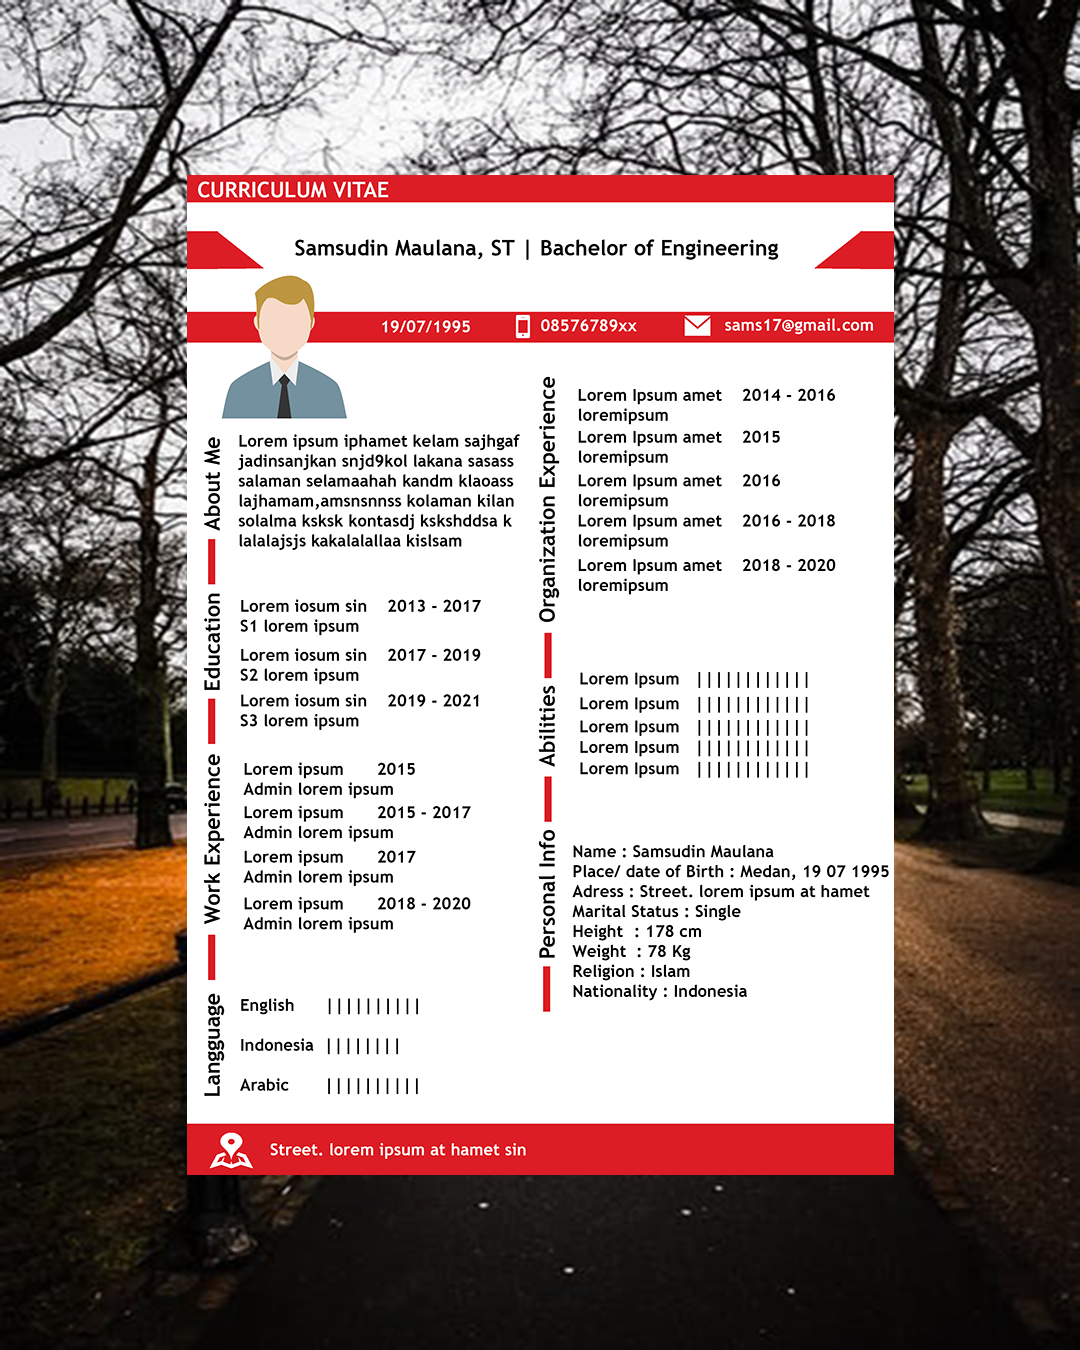 CURRICULUM VITAE
Samsudin Maulana, ST | Bachelor of Engineering
19/07/1995
08576789xx
sams17@gmail.com
About Me
Lorem ipsum iphamet kelam sajhgaf
jadinsanjkan snjd9kol lakana sasass
salaman selamaahah kandm klaoass
lajhamam,amsnsnnss kolaman kilan
solalma ksksk kontasdj kskshddsa k
lalalajsjs kakalalallaa kislsam
Education
Lorem iosum sin 2013 - 2017
S1 lorem ipsum
Lorem iosum sin 2017 - 2019
S2 lorem ipsum
Lorem iosum sin 2019 - 2021
S3 lorem ipsum
Work Experience
Lorem ipsum 2015
Admin lorem ipsum
Lorem ipsum 2015 - 2017
Admin lorem ipsum
Lorem ipsum 2017
Admin lorem ipsum
Lorem ipsum 2018 - 2020
Admin lorem ipsum
Langguage
English ||||||||||
Indonesia ||||||||
Arabic ||||||||||
Organization Experience
Lorem Ipsum amet 2014 - 2016
loremipsum
Lorem Ipsum amet 2015
loremipsum
Lorem Ipsum amet 2016
loremipsum
Lorem Ipsum amet 2016 - 2018
loremipsum
Lorem Ipsum amet 2018 - 2020
loremipsum
Abilities
Lorem Ipsum ||||||||||||
Lorem Ipsum ||||||||||||
Lorem Ipsum ||||||||||||
Lorem Ipsum ||||||||||||
Lorem Ipsum ||||||||||||
Personal Info
Name : Samsudin Maulana
Place/ date of Birth : Medan, 19 07 1995
Adress : Street. lorem ipsum at hamet
Marital Status : Single
Height : 178 cm
Weight : 78 Kg
Religion : Islam
Nationality : Indonesia
Street. lorem ipsum at hamet sin